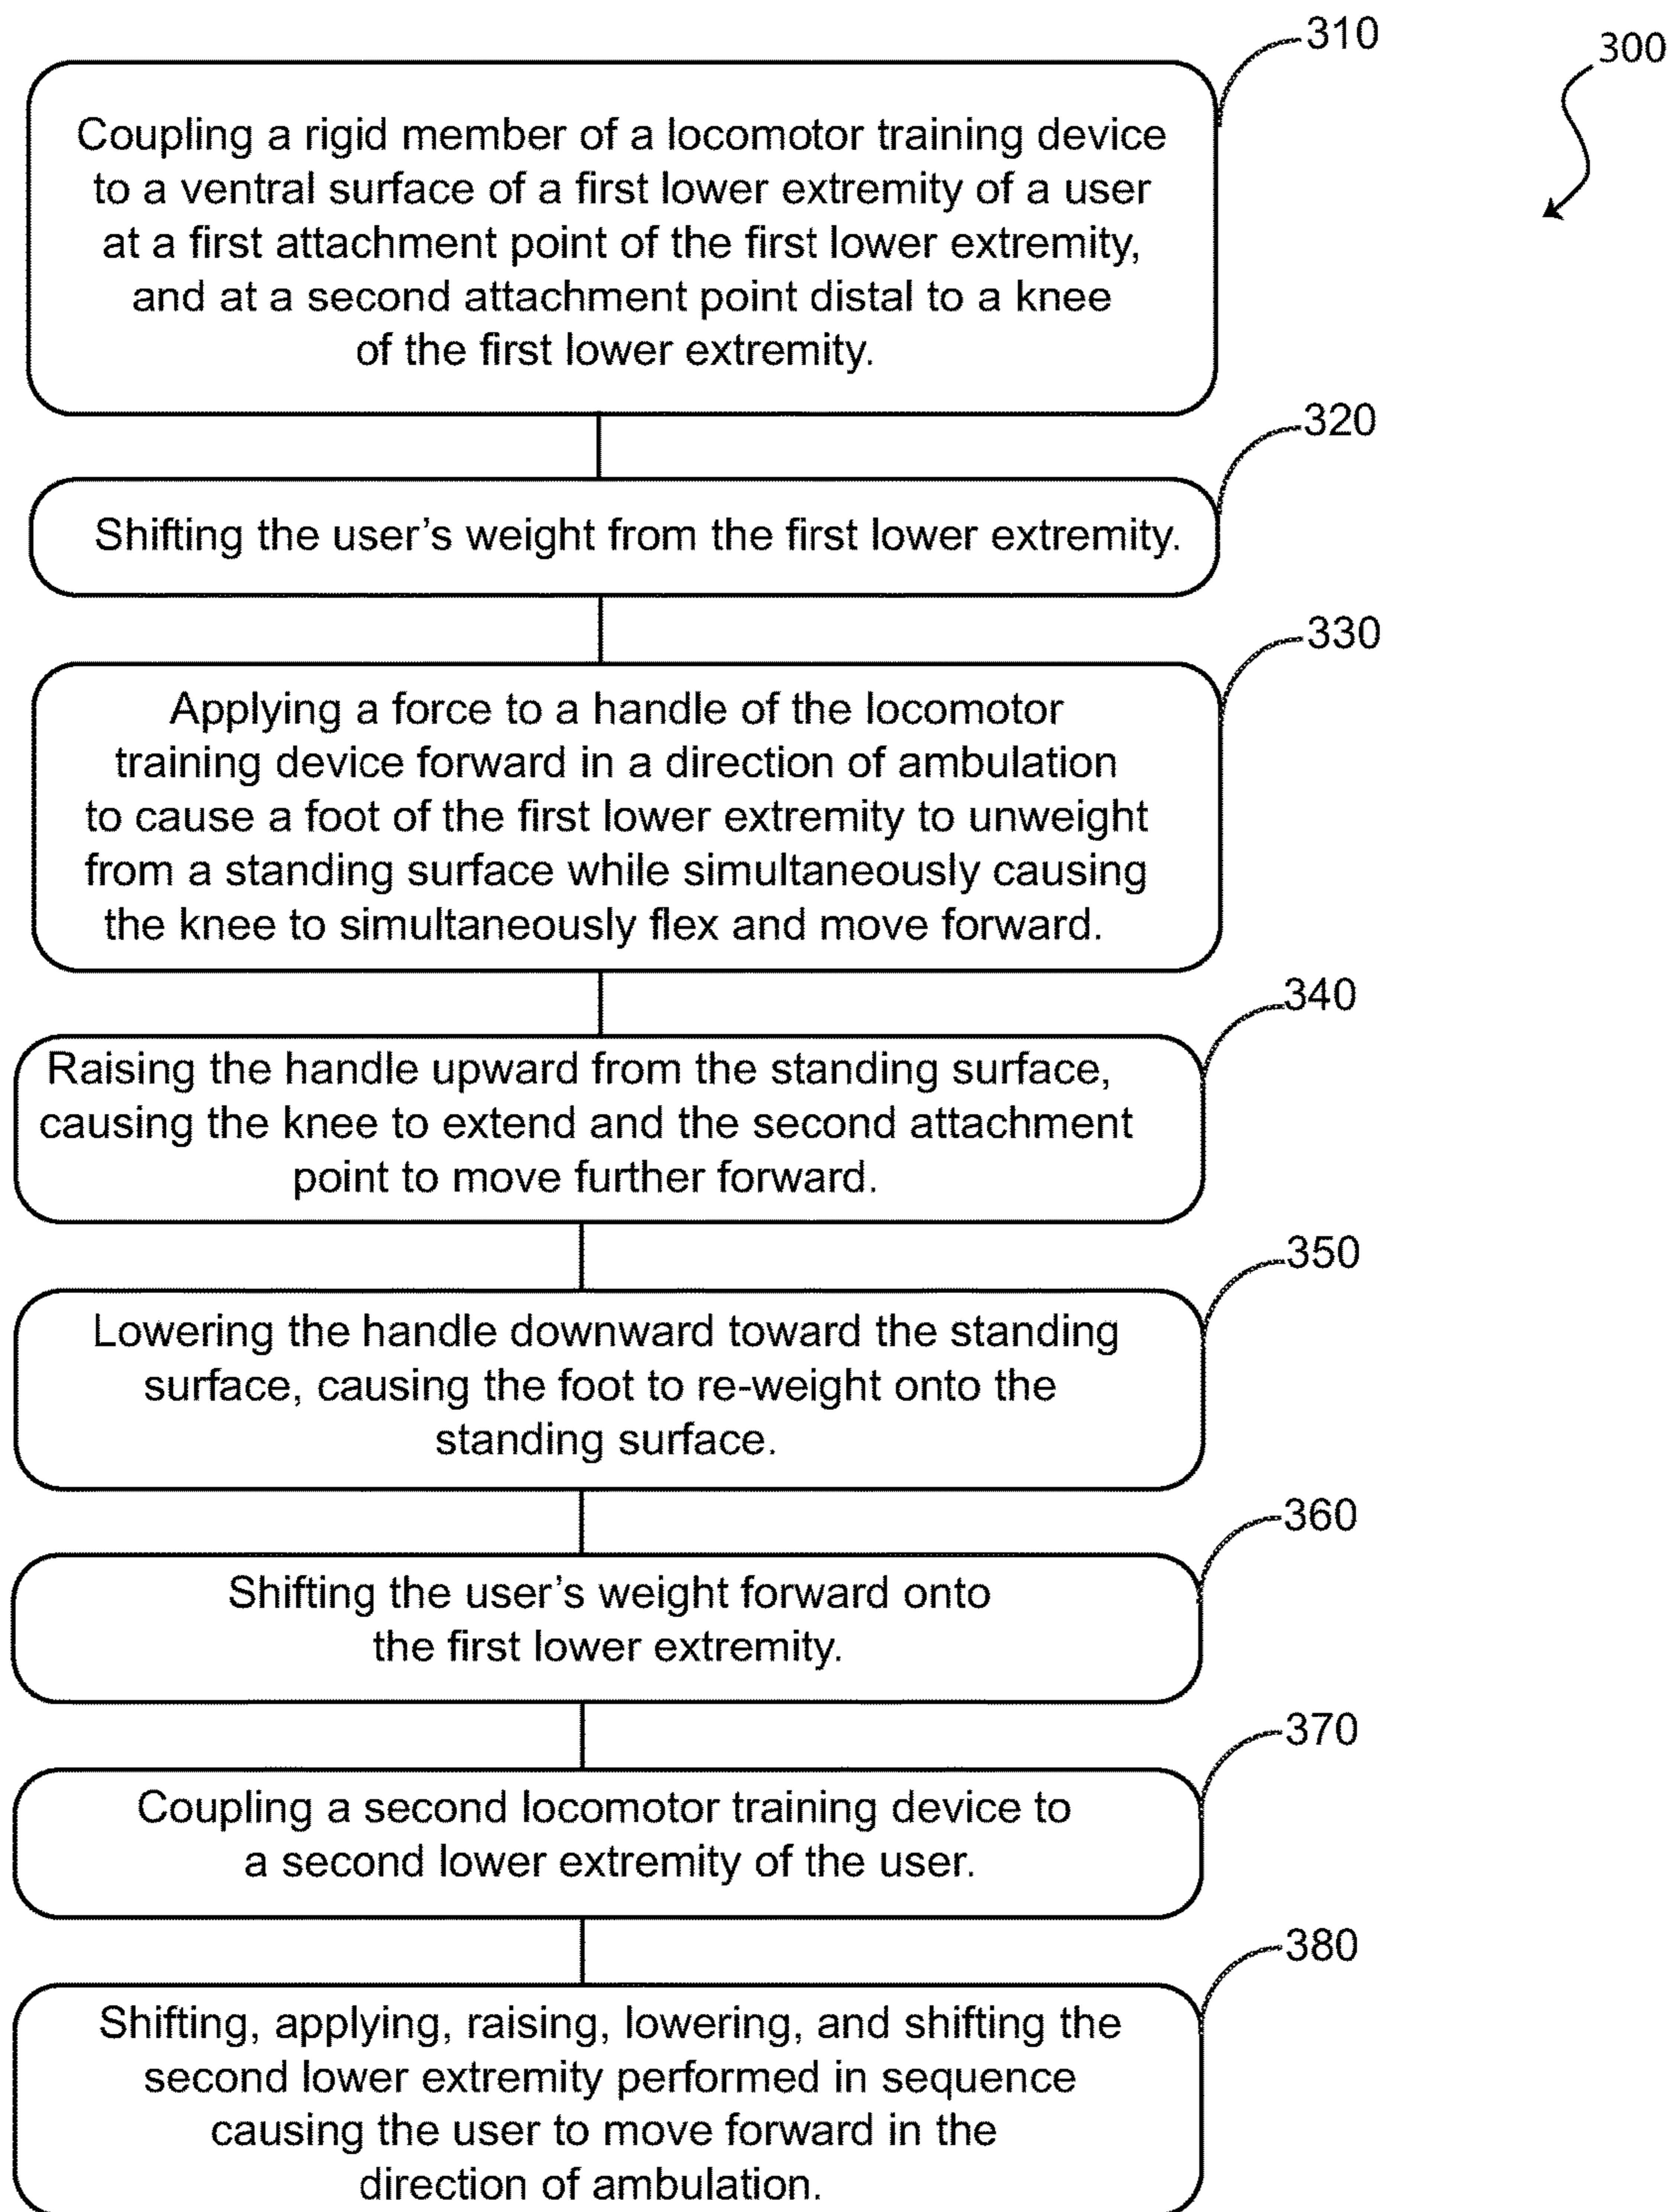 310
300
Coupling a rigid member of a locomotor training device
to a ventral surface of a first lower extremity of a user
at a first attachment point of the first lower extremity,
and at a second attachment point distal to a knee
of the first lower extremity.
320
Shifting the user's weight from the first lower extremity.
330
Applying a force to a handle of the locomotor
training device forward in a direction of ambulation
to cause a foot of the first lower extremity to unweight
from a standing surface while simultaneously causing
the knee to simultaneously flex and move forward.
340
Raising the handle upward from the standing surface,
causing the knee to extend and the second attachment
point to move further forward.
350
Lowering the handle downward toward the standing
surface, causing the foot to re-weight onto the
standing surface.
360
Shifting the user's weight forward onto
the first lower extremity.
370
Coupling a second locomotor training device to
a second lower extremity of the user.
380
Shifting, applying, raising, lowering, and shifting the
second lower extremity performed in sequence
causing the user to move forward in the
direction of ambulation.